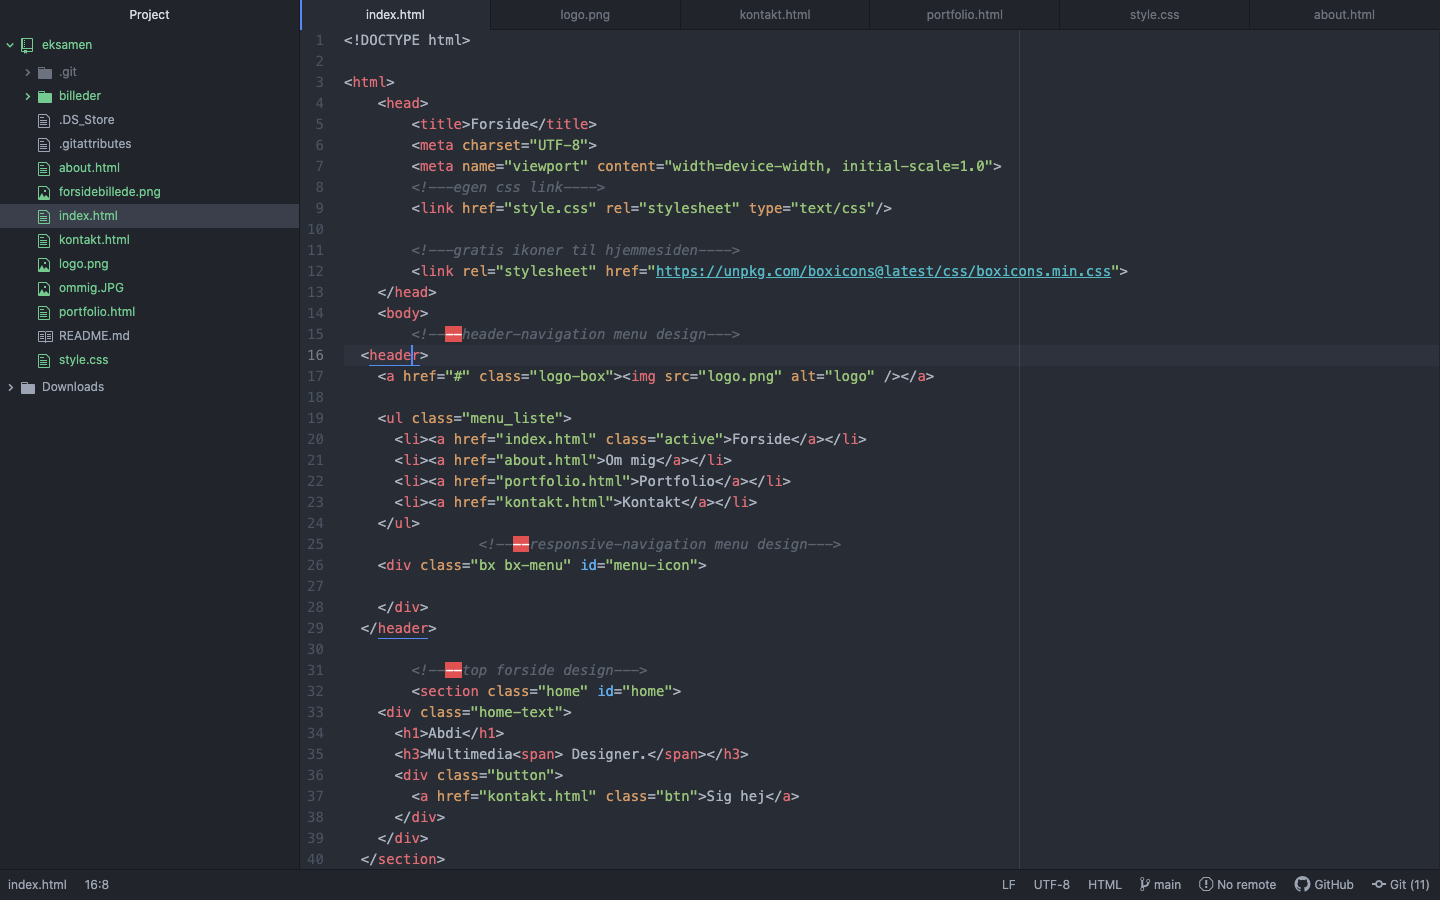 Project
eksamen
.git
billeder
.DS_Store
.gitattributes
about.html
forsidebillede.png
index.html
kontakt.html
logo.png
ommig.JPG
portfolio.html
README.md
style.css
Downloads
index.html logo.png kontakt.html portfolio.html style.css about.html
1 <!DOCTYPE html>
2
3 <html>
4 <head>
5 <title>Forside</title>
6 <meta charset="UTF-8">
7 <meta name="viewport" content="width=device-width, initial-scale=1.0">
8 <!---egen css link---->
9 <link href="style.css" rel="stylesheet" type="text/css"/>
10
11 <!---gratis ikoner til hjemmesiden---->
12 <link rel="stylesheet" href="https://unpkg.com/boxicons@latest/css/boxicons.min.css">
13 </head>
14 <body>
15 <!----header-navigation menu design--->
16 <header>
17 <a href="#" class="logo-box"><img src="logo.png" alt="logo" /></a>
18
19 <ul class="menu_liste">
20 <li><a href="index.html" class="active">Forside</a></li>
21 <li><a href="about.html">Om mig</a></li>
22 <li><a href="portfolio.html">Portfolio</a></li>
23 <li><a href="kontakt.html">Kontakt</a></li>
24 </ul>
25 <!----responsive-navigation menu design--->
26 <div class="bx bx-menu" id="menu-icon">
27
28 </div>
29 </header>
30
31 <!----top forside design--->
32 <section class="home" id="home">
33 <div class="home-text">
34 <h1>Abdi</h1>
35 <h3>Multimedia<span> Designer.</span></h3>
36 <div class="button">
37 <a href="kontakt.html" class="btn">Sig hej</a>
38 </div>
39 </div>
40 </section>
index.html 16:8 LF UTF-8 HTML main No remote GitHub Git (11)